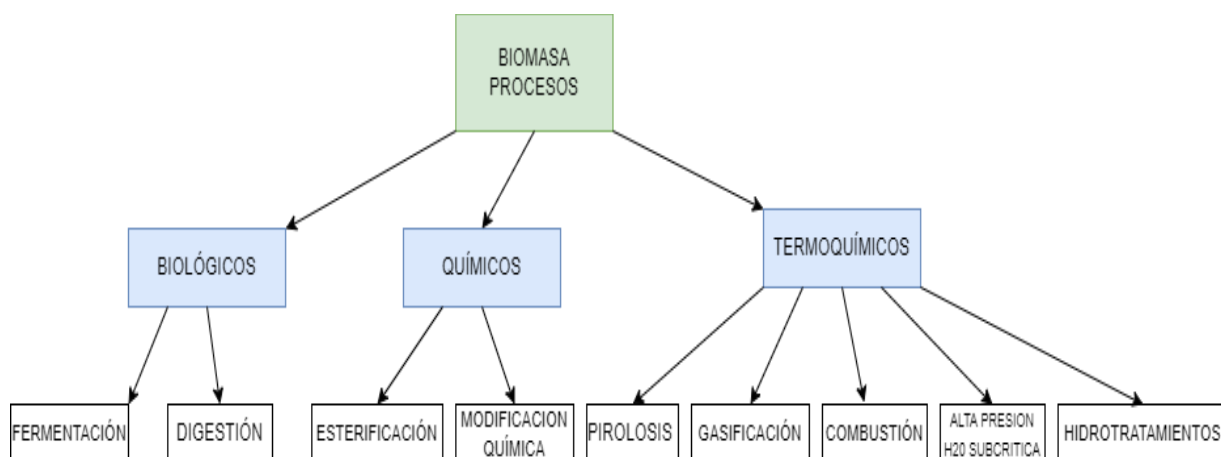 BIOMASA
PROCESOS
BIOLÓGICOS
QUÍMICOS
TERMOQUÍMICOS
FERMENTACIÓN
DIGESTIÓN
ESTERIFICACIÓN
MODIFICACION
QUÍMICA
PIROLOSIS
GASIFICACIÓN
COMBUSTIÓN
ALTA PRESION
H20 SUBCRITICA
HIDROTRATAMIENTOS